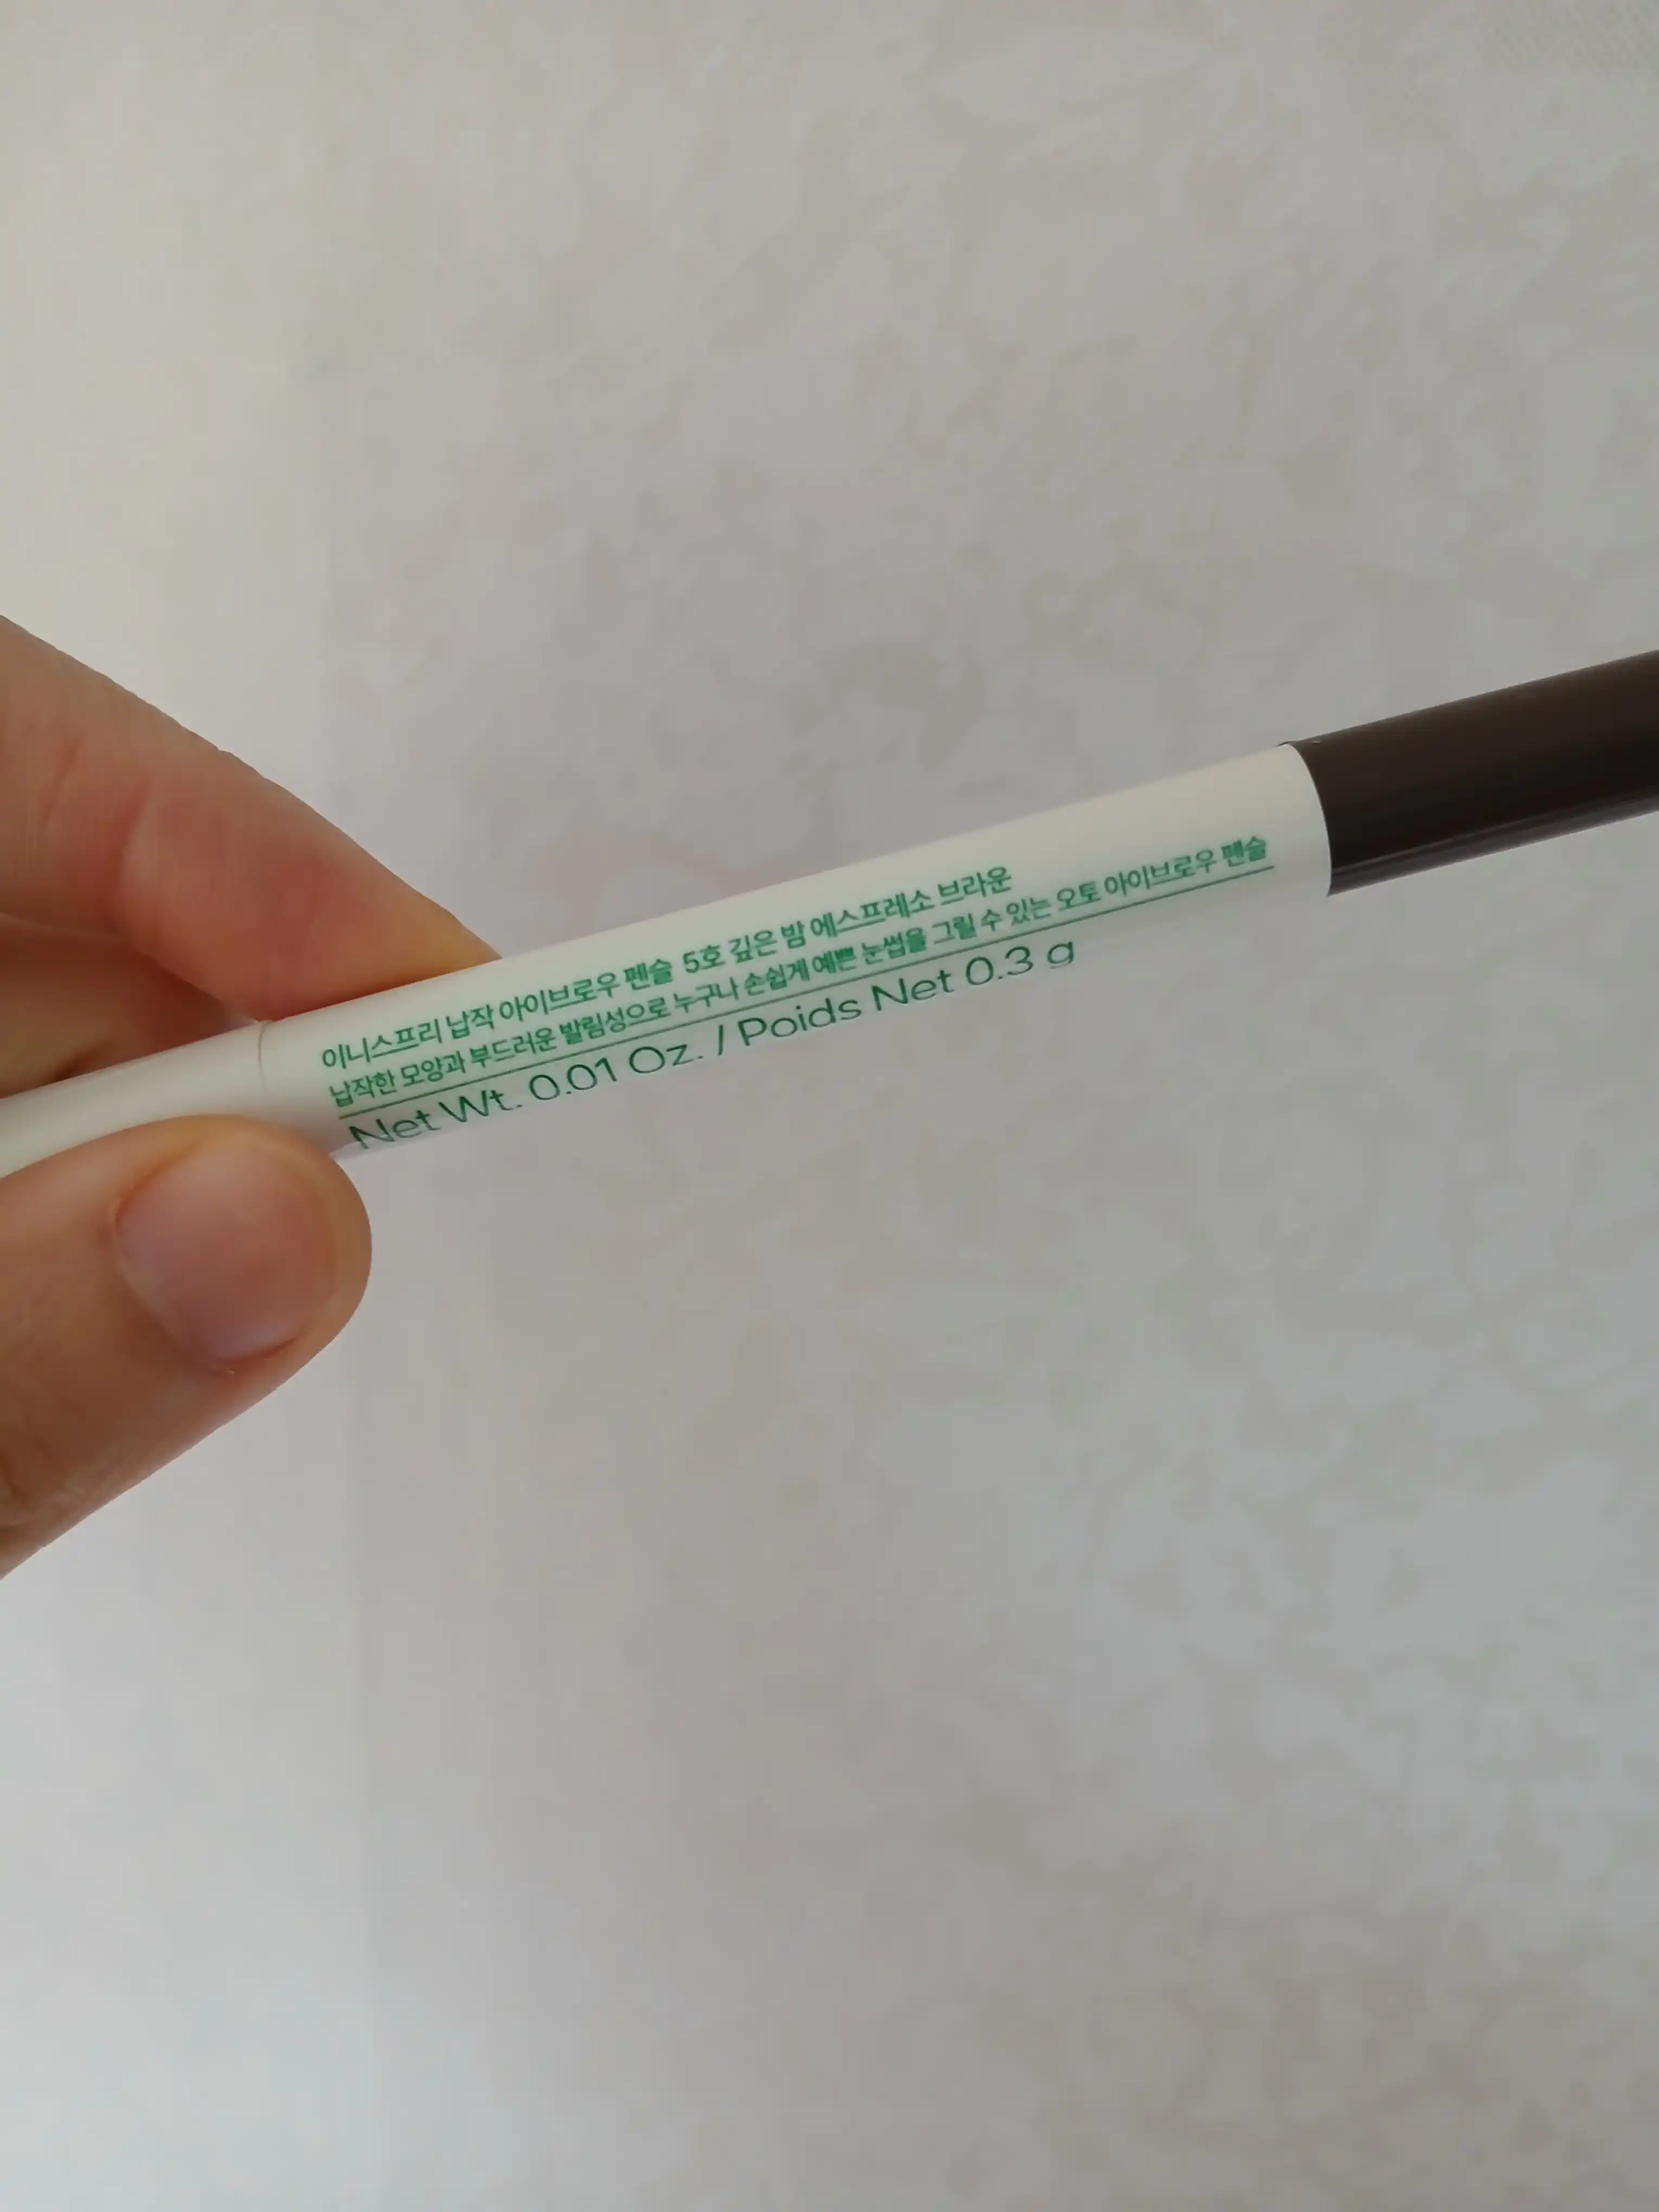 이니스프리 납작 아이브로우 펜슬 5호 깊은 밤 에스프레소 브라운
납작한 모양과 부드러운 발림성으로 누구나 손쉽게 예쁜 눈썹을 그릴 수 있는 오토 아이브로우 펜슬
Net Wt. 0.01 Oz. / Poids Net 0.3 g